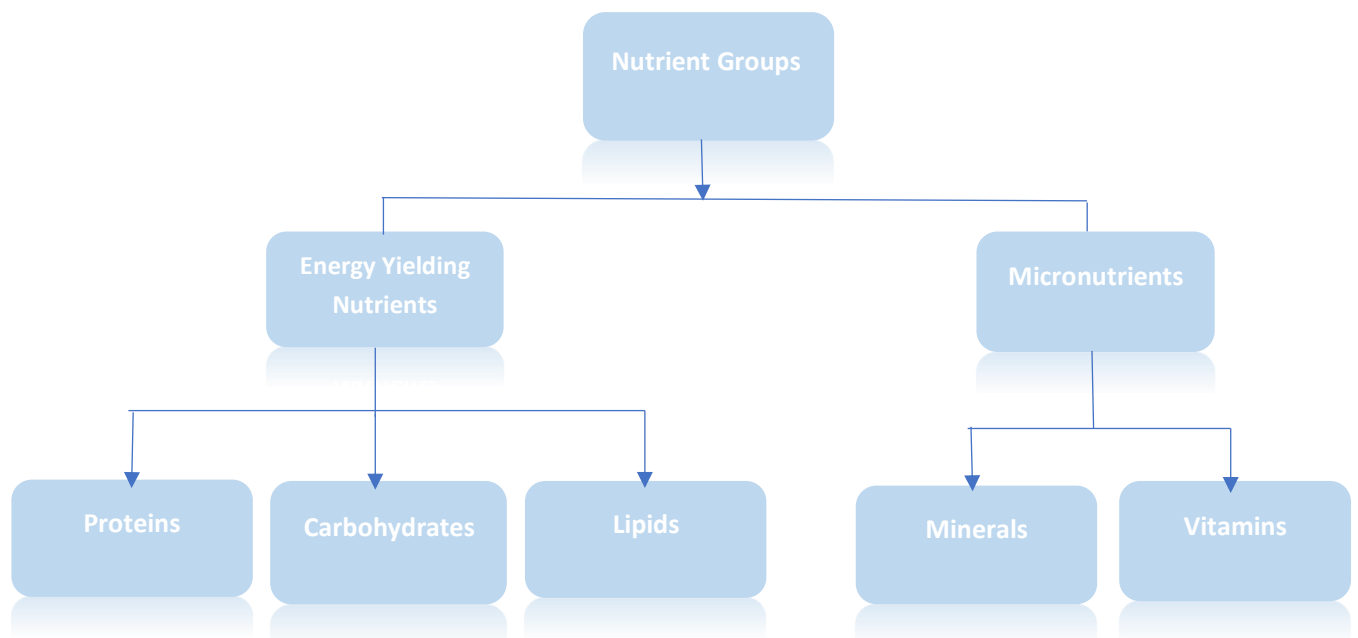 Nutrient Groups
Energy Yielding
Nutrients
Micronutrients
Proteins
Carbohydrates
Lipids
Minerals
Vitamins